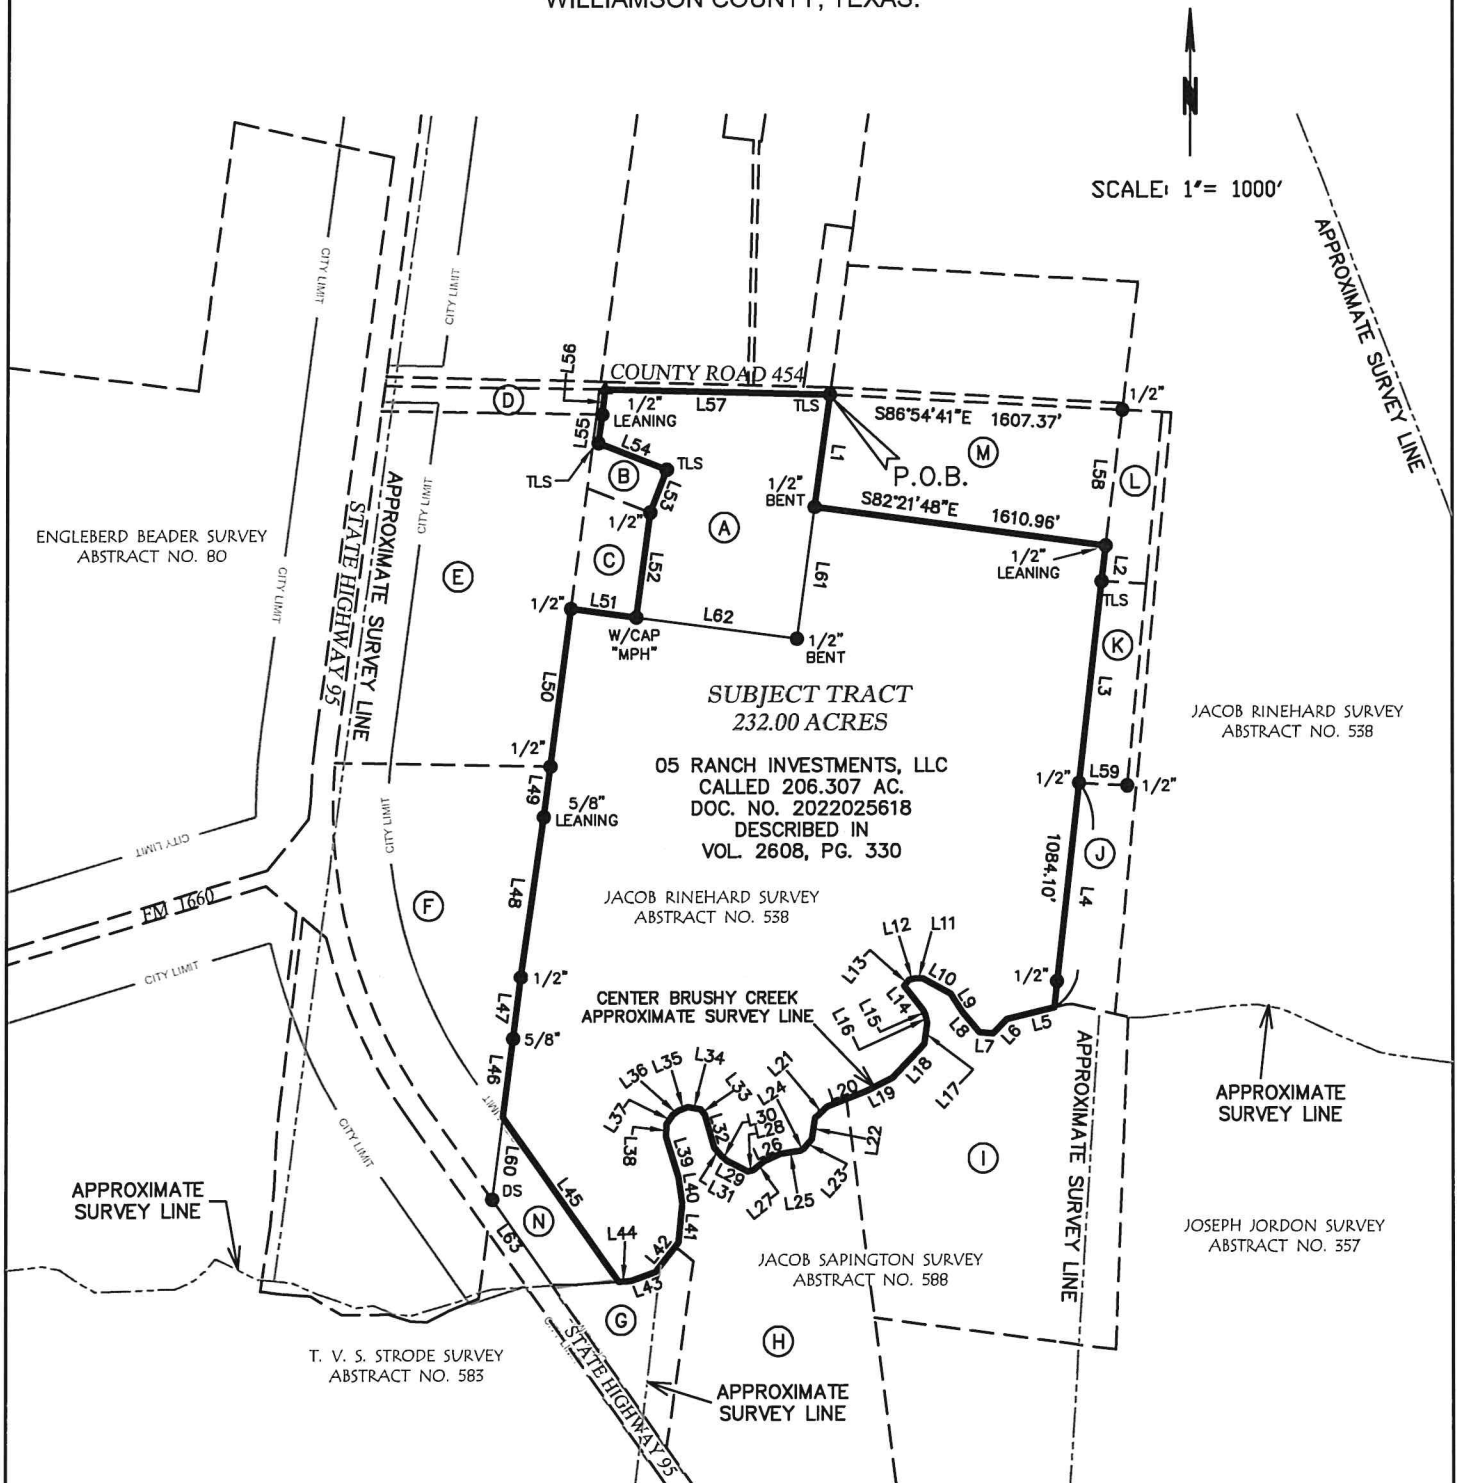 WILLIAMSON COUNTY, TEXAS.
N
SCALE: 1"= 1000'
APPROXIMATE SURVEY LINE
CITY LIMIT
CITY LIMIT
L56
COUNTY ROAD 454
D
1/2"
LEANING
L57
TLS
S86°54'41"E 1607.37'
1/2"
L55
L54
TLS
B
TLS
L53
L1
M
P.O.B.
L58
L
1/2"
BENT
S82°21'48"E 1610.96'
1/2"
A
1/2"
LEANING
L2
TLS
APPROXIMATE SURVEY LINE
STATE HIGHWAY 95
CITY LIMIT
CITY LIMIT
ENGLEBERD BEADER SURVEY
ABSTRACT NO. 80
E
C
L52
L61
1/2"
L51
L62
W/CAP
"MPH"
1/2"
BENT
K
L3
L50
SUBJECT TRACT
232.00 ACRES
JACOB RINEHARD SURVEY
ABSTRACT NO. 538
1/2"
05 RANCH INVESTMENTS, LLC
CALLED 206.307 AC.
DOC. NO. 2022025618
DESCRIBED IN
VOL. 2608, PG. 330
1/2"
L59
1/2"
L49
5/8"
LEANING
CITY LIMIT
CITY LIMIT
1084.10'
J
L4
FM 1660
F
L48
JACOB RINEHARD SURVEY
ABSTRACT NO. 538
CITY LIMIT
1/2"
L12
L11
L13
L10
L14
L9
1/2"
L47
CENTER BRUSHY CREEK
APPROXIMATE SURVEY LINE
L15
L16
L8
L7
L6
L5
5/8"
L46
L18
L17
L36
L35
L34
L33
L37
L24
L21
L20
L19
L30
L28
L22
L32
L26
L38
L39
L29
L31
L27
L25
L23
CITY LIMIT
CITY LIMIT
APPROXIMATE
SURVEY LINE
APPROXIMATE SURVEY LINE
I
APPROXIMATE
SURVEY LINE
L60
DS
L45
L40
N
L63
L44
L41
L42
L43
JOSEPH JORDON SURVEY
ABSTRACT NO. 357
JACOB SAPINGTON SURVEY
ABSTRACT NO. 588
G
H
T. V. S. STRODE SURVEY
ABSTRACT NO. 583
STATE HIGHWAY 95
APPROXIMATE
SURVEY LINE